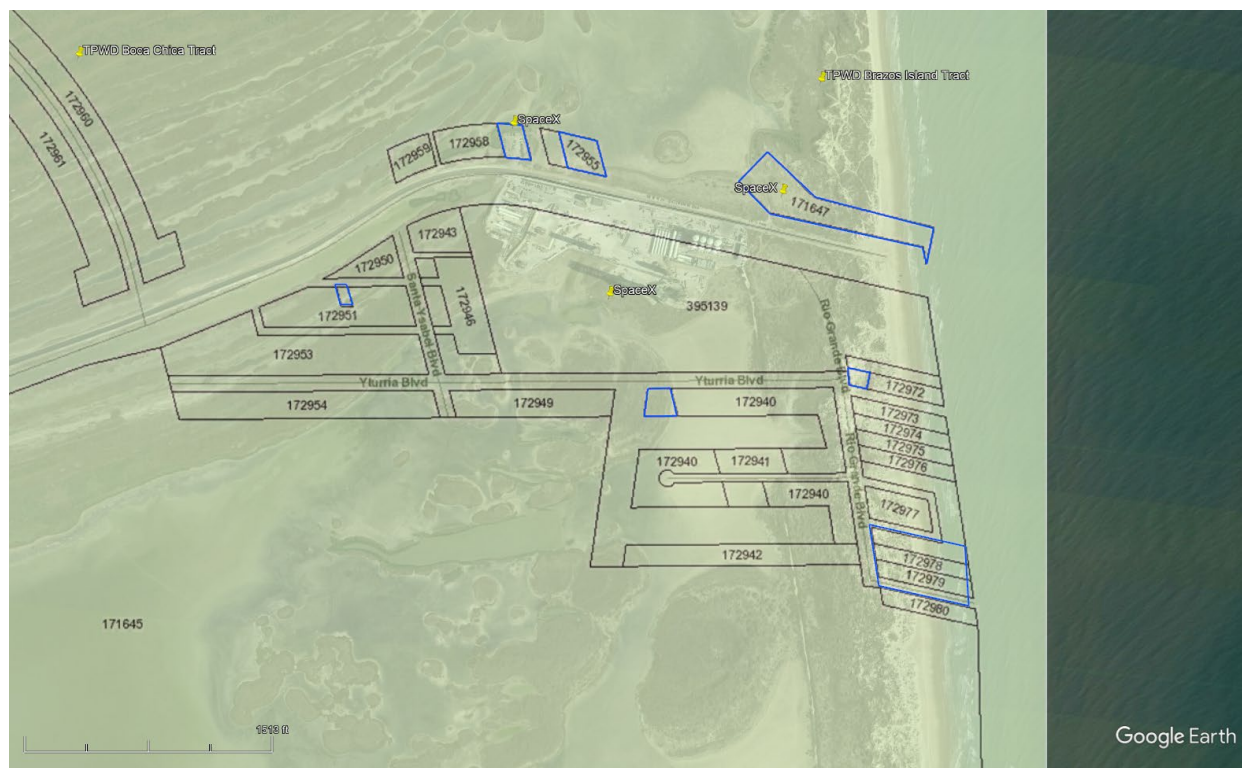 TPWD Boca Chica Tract
TPWD Brazos Island Tract
172960
172961
SpaceX
172959
172958
172955
SpaceX
171647
172943
172950
Santa Ysabel Blvd
172946
172951
SpaceX
395139
Rio Grande Blvd
172953
Yturria Blvd
Yturria Blvd
172972
172954
172949
172940
172973
172974
172975
172976
Rio Grande Blvd
172940
172941
172940
172977
172942
172978
172979
172980
171645
1513 ft
Google Earth